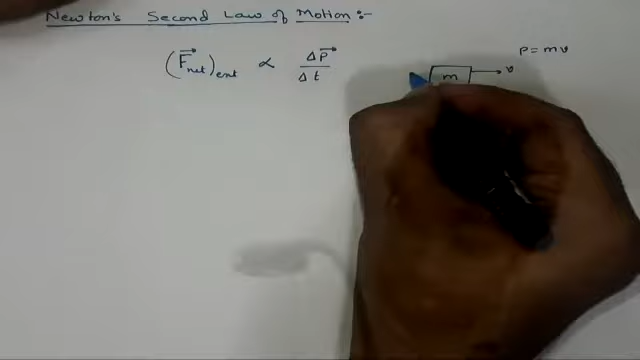 Newton's Second Law of Motion :-
P = mv
(F⃗net)ext ∝ ΔP⃗/Δt
m v